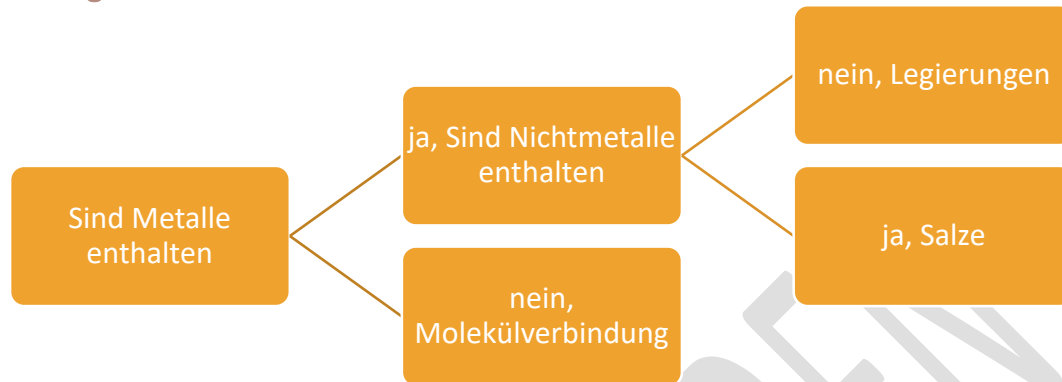 Sind Metalle
enthalten
ja, Sind Nichtmetalle
enthalten
nein,
Molekülverbindung
nein, Legierungen
ja, Salze